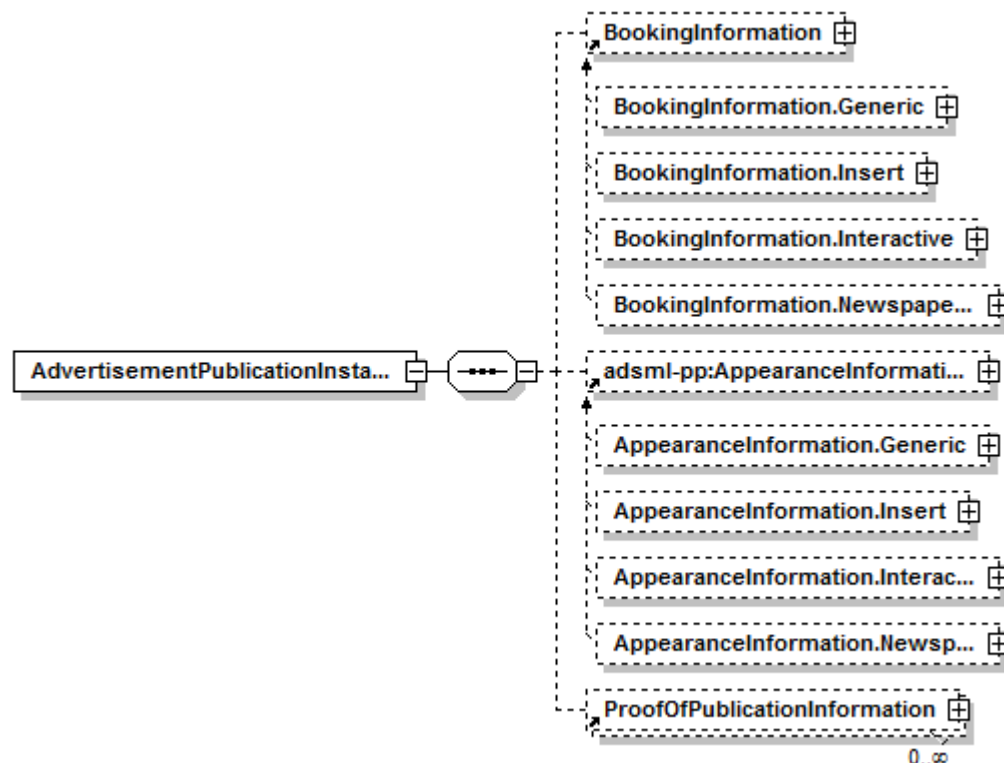 BookingInformation
BookingInformation.Generic
BookingInformation.Insert
BookingInformation.Interactive
BookingInformation.Newspape...
AdvertisementPublicationInsta...
adsml-pp:AppearanceInformati...
AppearanceInformation.Generic
AppearanceInformation.Insert
AppearanceInformation.Interac...
AppearanceInformation.Newsp...
ProofOfPublicationInformation
0..∞